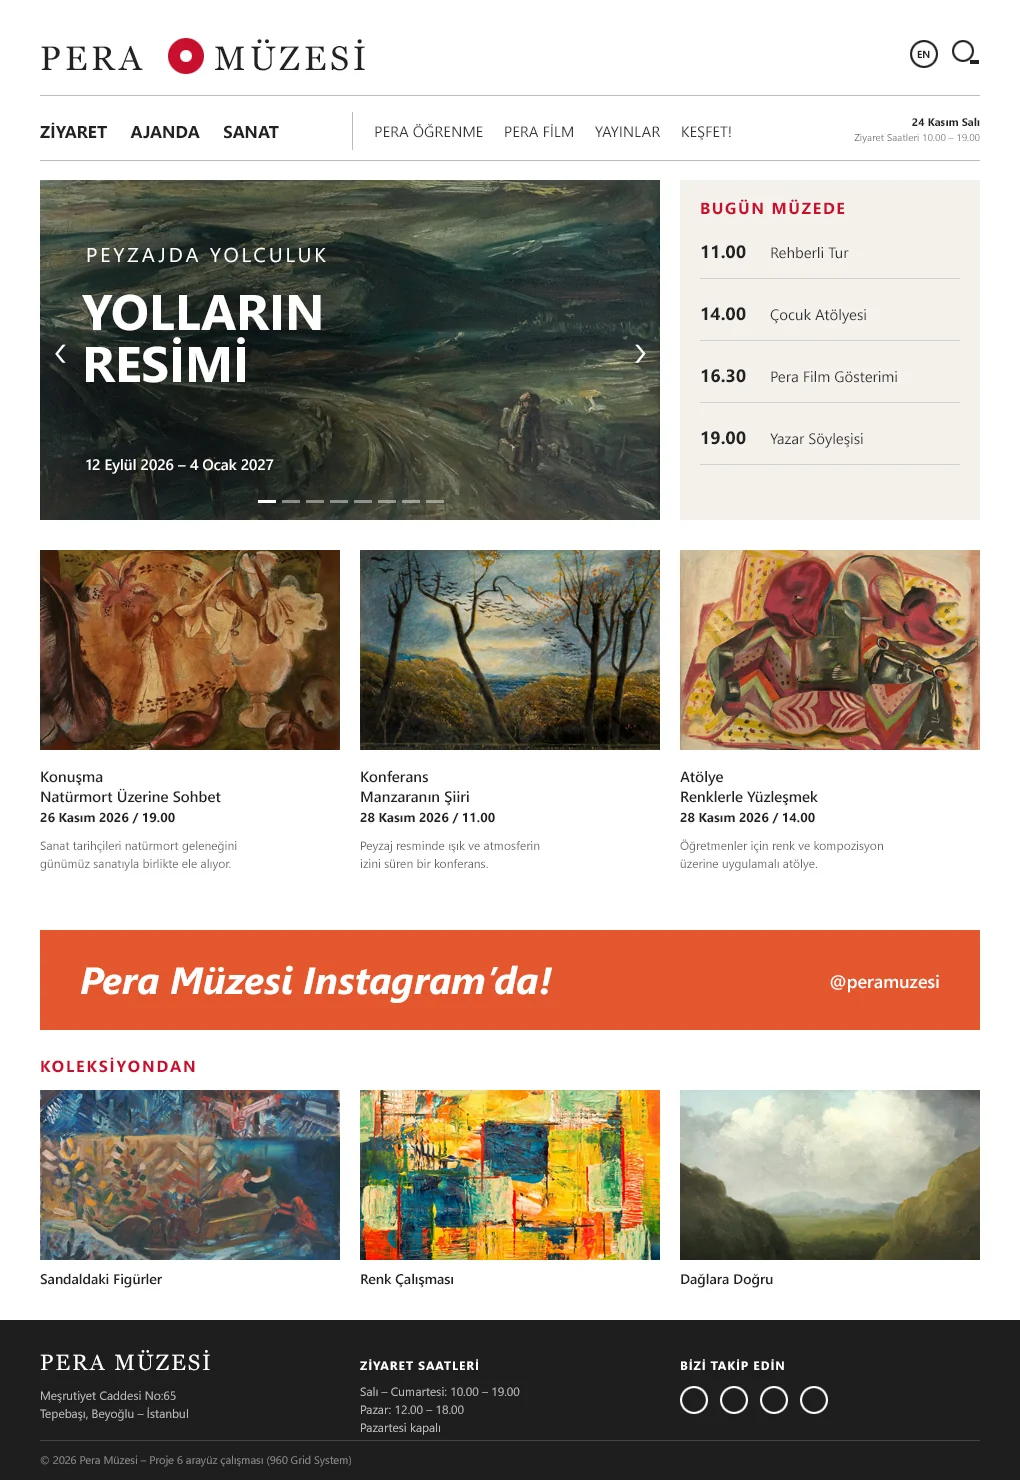 PERA MÜZESİ
EN
ZİYARET AJANDA SANAT
PERA ÖĞRENME PERA FİLM YAYINLAR KEŞFET!
24 Kasım Salı
Ziyaret Saatleri 10.00 – 19.00
PEYZAJDA YOLCULUK
YOLLARIN
RESİMİ
12 Eylül 2026 – 4 Ocak 2027
BUGÜN MÜZEDE
11.00 Rehberli Tur
14.00 Çocuk Atölyesi
16.30 Pera Film Gösterimi
19.00 Yazar Söyleşisi
Konuşma
Natürmort Üzerine Sohbet
26 Kasım 2026 / 19.00
Sanat tarihçileri natürmort geleneğini
günümüz sanatıyla birlikte ele alıyor.
Konferans
Manzaranın Şiiri
28 Kasım 2026 / 11.00
Peyzaj resminde ışık ve atmosferin
izini süren bir konferans.
Atölye
Renklerle Yüzleşmek
28 Kasım 2026 / 14.00
Öğretmenler için renk ve kompozisyon
üzerine uygulamalı atölye.
Pera Müzesi Instagram’da!
@peramuzesi
KOLEKSİYONDAN
Sandaldaki Figürler
Renk Çalışması
Dağlara Doğru
PERA MÜZESİ
Meşrutiyet Caddesi No:65
Tepebaşı, Beyoğlu – İstanbul
ZİYARET SAATLERİ
Salı – Cumartesi: 10.00 – 19.00
Pazar: 12.00 – 18.00
Pazartesi kapalı
BİZİ TAKİP EDİN
© 2026 Pera Müzesi – Proje 6 arayüz çalışması (960 Grid System)